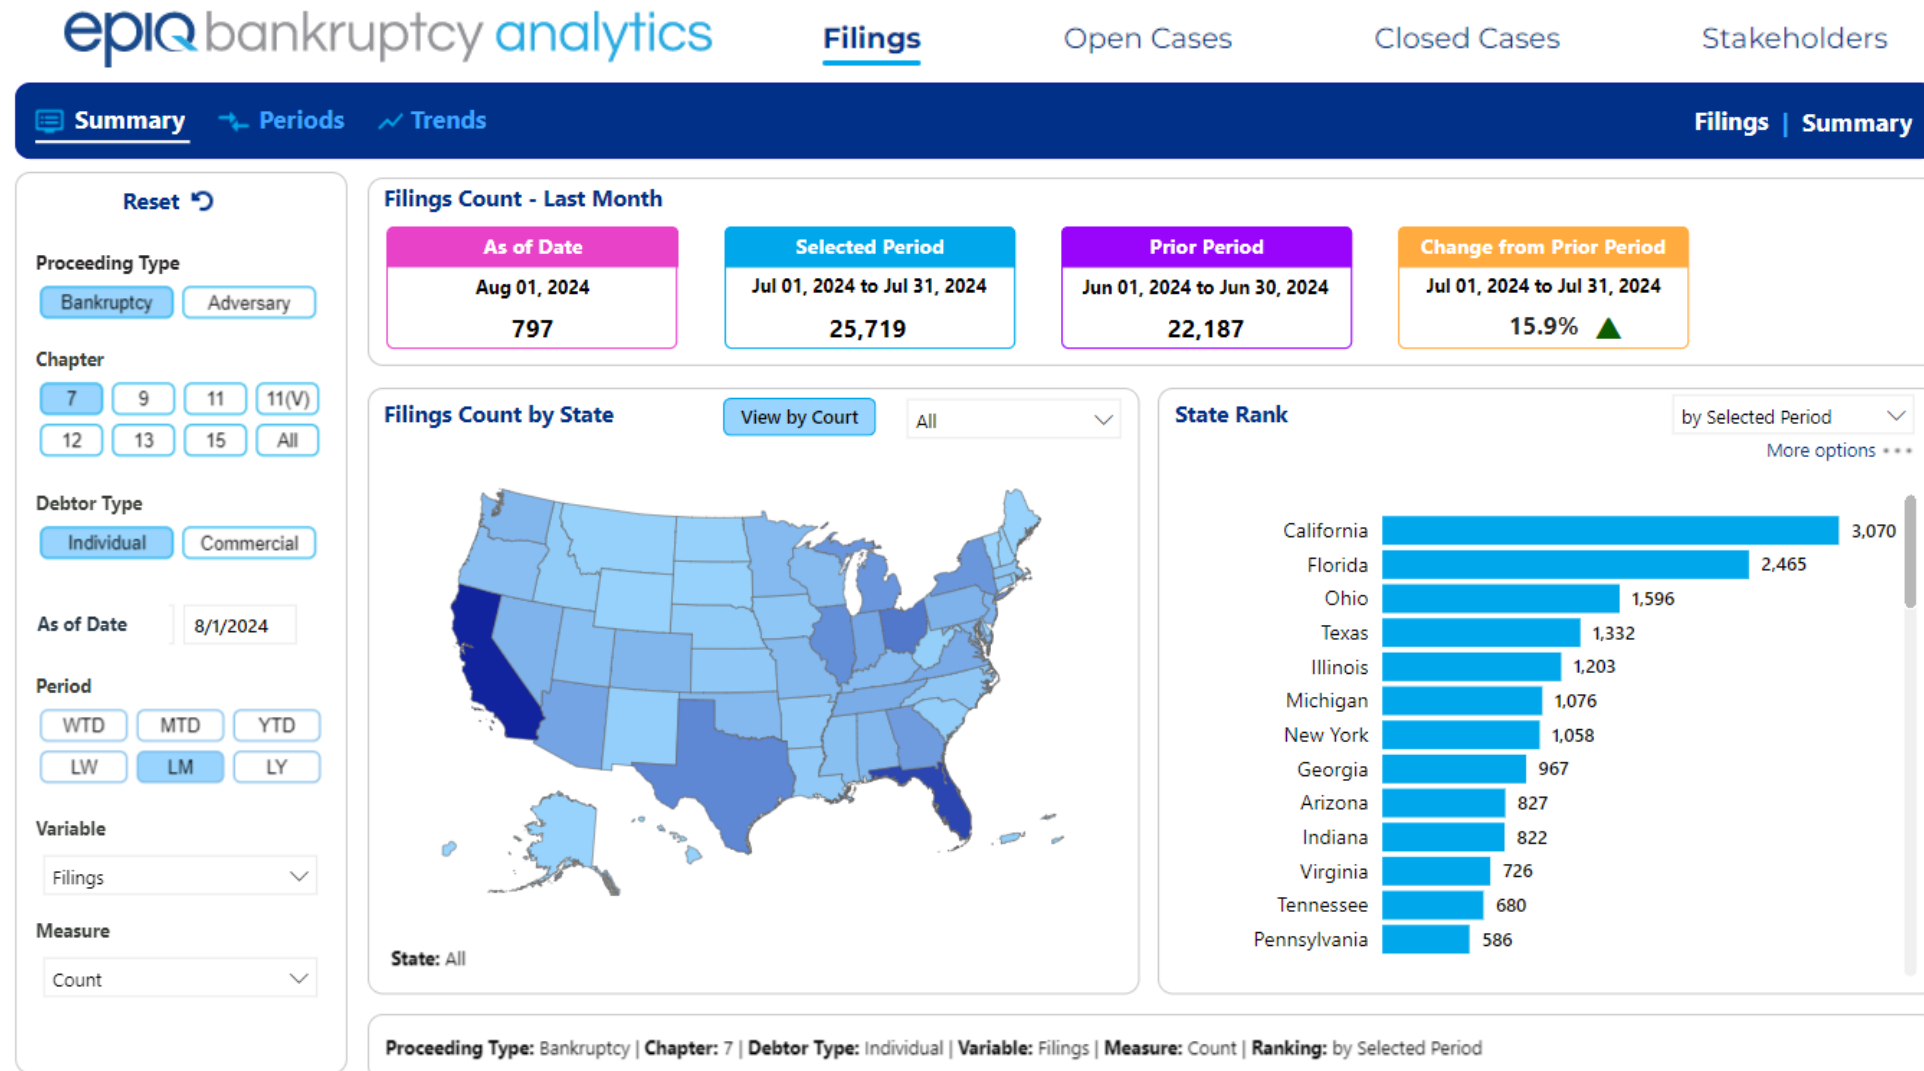 epiq bankruptcy analytics
Filings
Open Cases
Closed Cases
Stakeholders
Summary
Periods
Trends
Filings | Summary
Reset
Proceeding Type
Bankruptcy
Adversary
Chapter
7
9
11
11(V)
12
13
15
All
Debtor Type
Individual
Commercial
As of Date
8/1/2024
Period
WTD
MTD
YTD
LW
LM
LY
Variable
Filings
Measure
Count
Filings Count - Last Month
As of Date
Aug 01, 2024
797
Selected Period
Jul 01, 2024 to Jul 31, 2024
25,719
Prior Period
Jun 01, 2024 to Jun 30, 2024
22,187
Change from Prior Period
Jul 01, 2024 to Jul 31, 2024
15.9%
Filings Count by State
View by Court
All
State: All
State Rank
by Selected Period
More options
California 3,070
Florida 2,465
Ohio 1,596
Texas 1,332
Illinois 1,203
Michigan 1,076
New York 1,058
Georgia 967
Arizona 827
Indiana 822
Virginia 726
Tennessee 680
Pennsylvania 586
Proceeding Type: Bankruptcy | Chapter: 7 | Debtor Type: Individual | Variable: Filings | Measure: Count | Ranking: by Selected Period